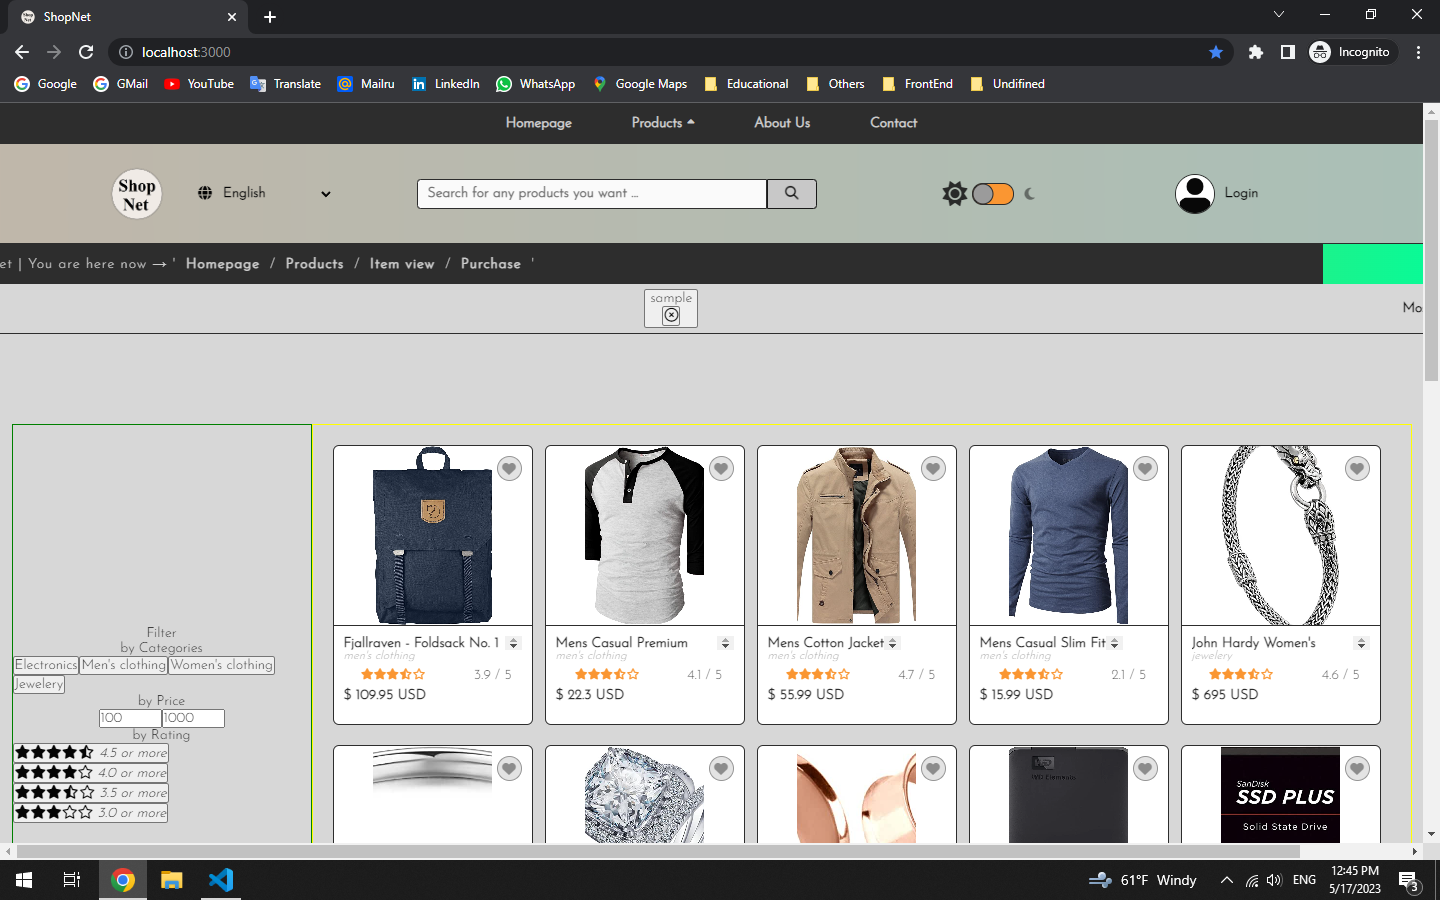 ShopNet
localhost:3000
Incognito
Google GMail YouTube Translate Mailru LinkedIn WhatsApp Google Maps Educational Others FrontEnd Undifined
Homepage Products About Us Contact
Shop
Net
English
Search for any products you want ...
Login
et | You are here now → ' Homepage / Products / Item view / Purchase '
sample
Mo
Filter
by Categories
Electronics Men's clothing Women's clothing
Jewelery
by Price
100 1000
by Rating
4.5 or more
4.0 or more
3.5 or more
3.0 or more
Fjallraven - Foldsack No. 1
men's clothing
3.9 / 5
$ 109.95 USD
Mens Casual Premium
men's clothing
4.1 / 5
$ 22.3 USD
Mens Cotton Jacket
men's clothing
4.7 / 5
$ 55.99 USD
Mens Casual Slim Fit
men's clothing
2.1 / 5
$ 15.99 USD
John Hardy Women's
jewelery
4.6 / 5
$ 695 USD
WD Elements
SanDisk
SSD PLUS
Solid State Drive
61°F Windy
ENG
12:45 PM
5/17/2023
3